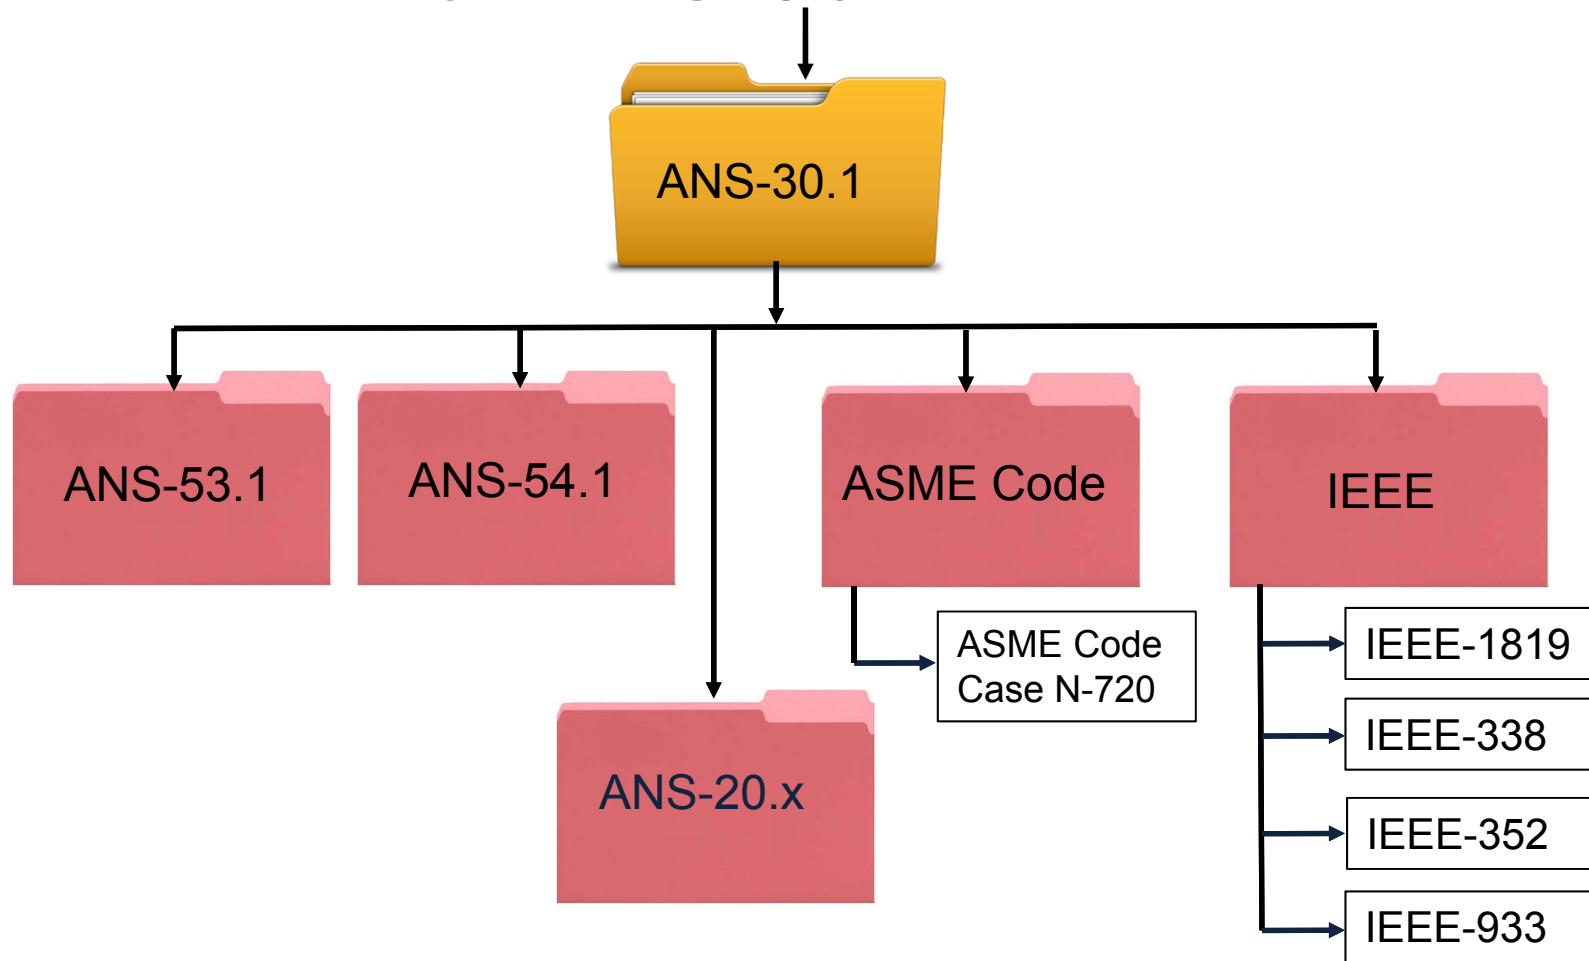 ANS-30.1
ANS-53.1
ANS-54.1
ASME Code
IEEE
ASME Code
Case N-720
IEEE-1819
IEEE-338
IEEE-352
IEEE-933
ANS-20.x